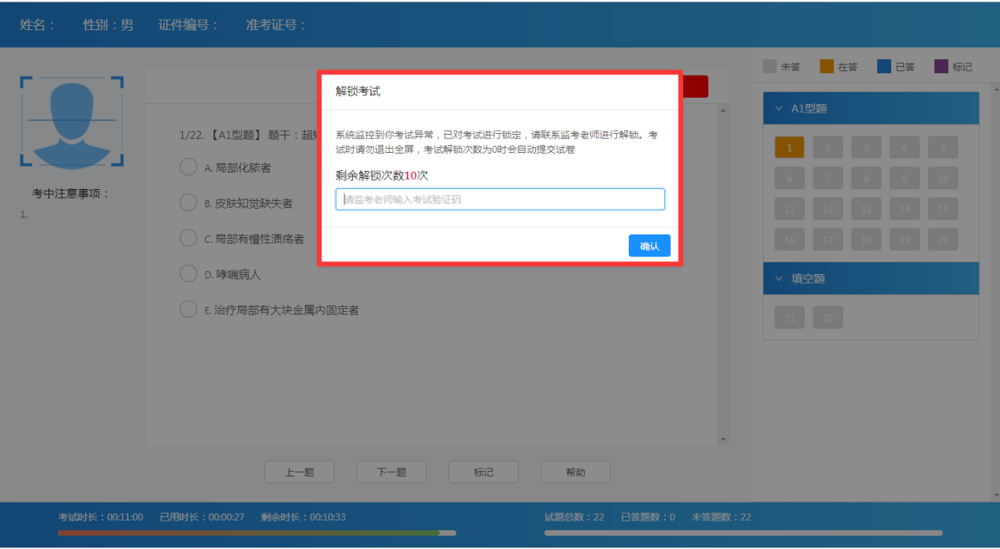 姓名： 性别：男 证件编号： 准考证号：
未答 在答 已答 标记
考中注意事项：
1.
1/22.【A1型题】 题干：超
A. 局部化脓者
B. 皮肤知觉缺失者
C. 局部有慢性溃疡者
D. 哮喘病人
E. 治疗局部有大块金属内固定者
解锁考试
系统监控到你考试异常，已对考试进行锁定，请联系监考老师进行解锁。考
试时请勿退出全屏，考试解锁次数为0时会自动提交试卷
剩余解锁次数10次
请监考老师输入考试验证码
确认
A1型题
1 2 3 4 5
6 7 8 9 10
11 12 13 14 15
16 17 18 19 20
填空题
21 22
上一题 下一题 标记 帮助
考试时长：00:11:00 已用时长：00:00:27 剩余时长：00:10:33
试题总数：22 已答题数：0 未答题数：22